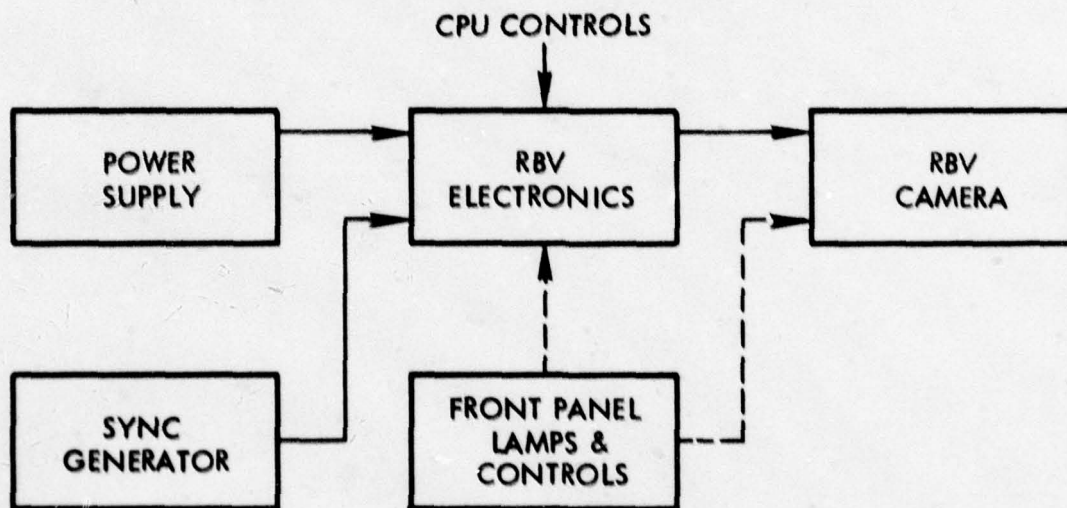 CPU CONTROLS
POWER
SUPPLY
RBV
ELECTRONICS
RBV
CAMERA
SYNC
GENERATOR
FRONT PANEL
LAMPS &
CONTROLS